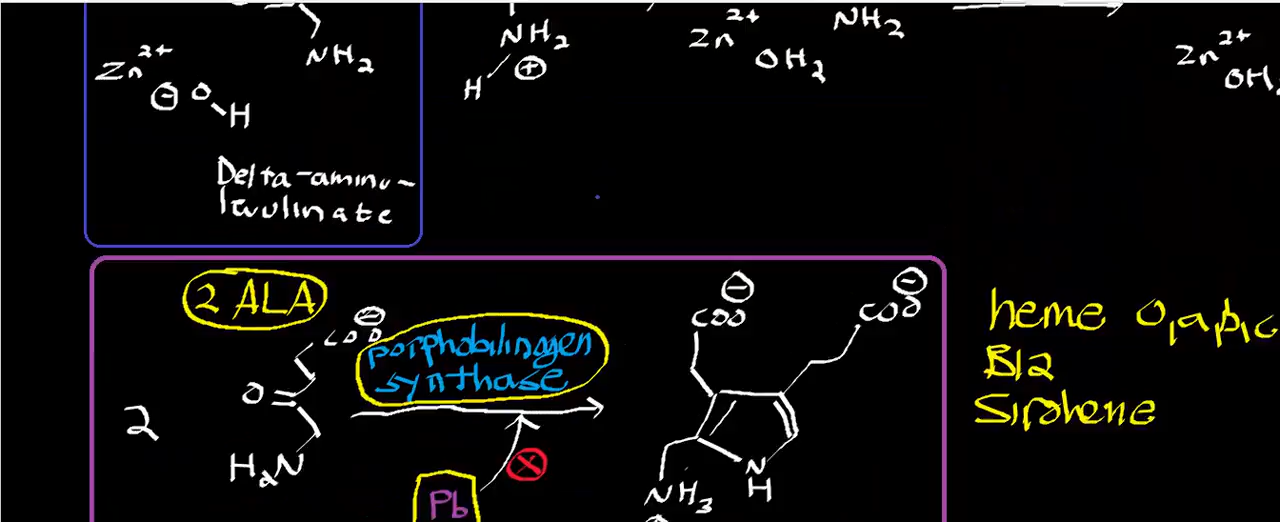 NH2
Zn2+
⊖ O
H
Delta-amino-
levulinate
NH2
⊕
H
Zn2+
OH2
NH2
Zn2+
OH2
2 ALA
COO⊖
porphobilinogen
synthase
O
2
H2N
Pb
COO⊖
COO⊖
N
H
NH3
heme o,a,b,c
B12
Siroheme